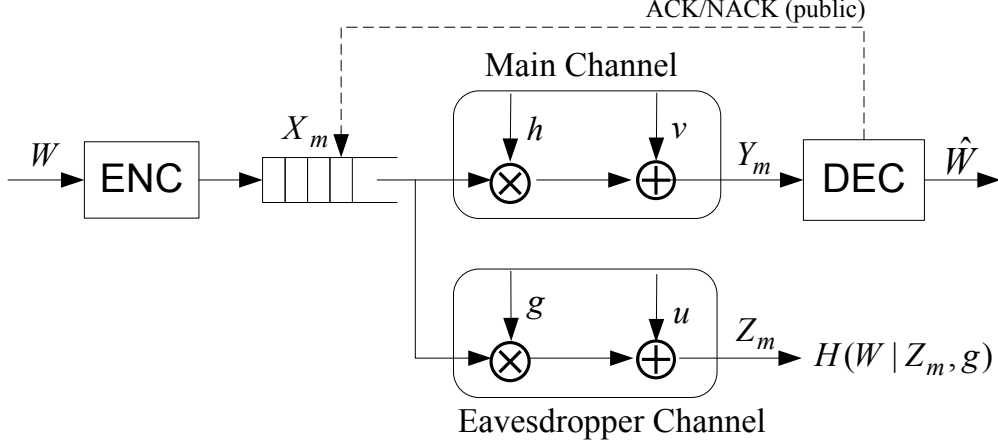 ACK/NACK (public)
Main Channel
W
ENC
X_m
h
v
Y_m
DEC
Ŵ
g
u
Z_m
H(W | Z_m, g)
Eavesdropper Channel